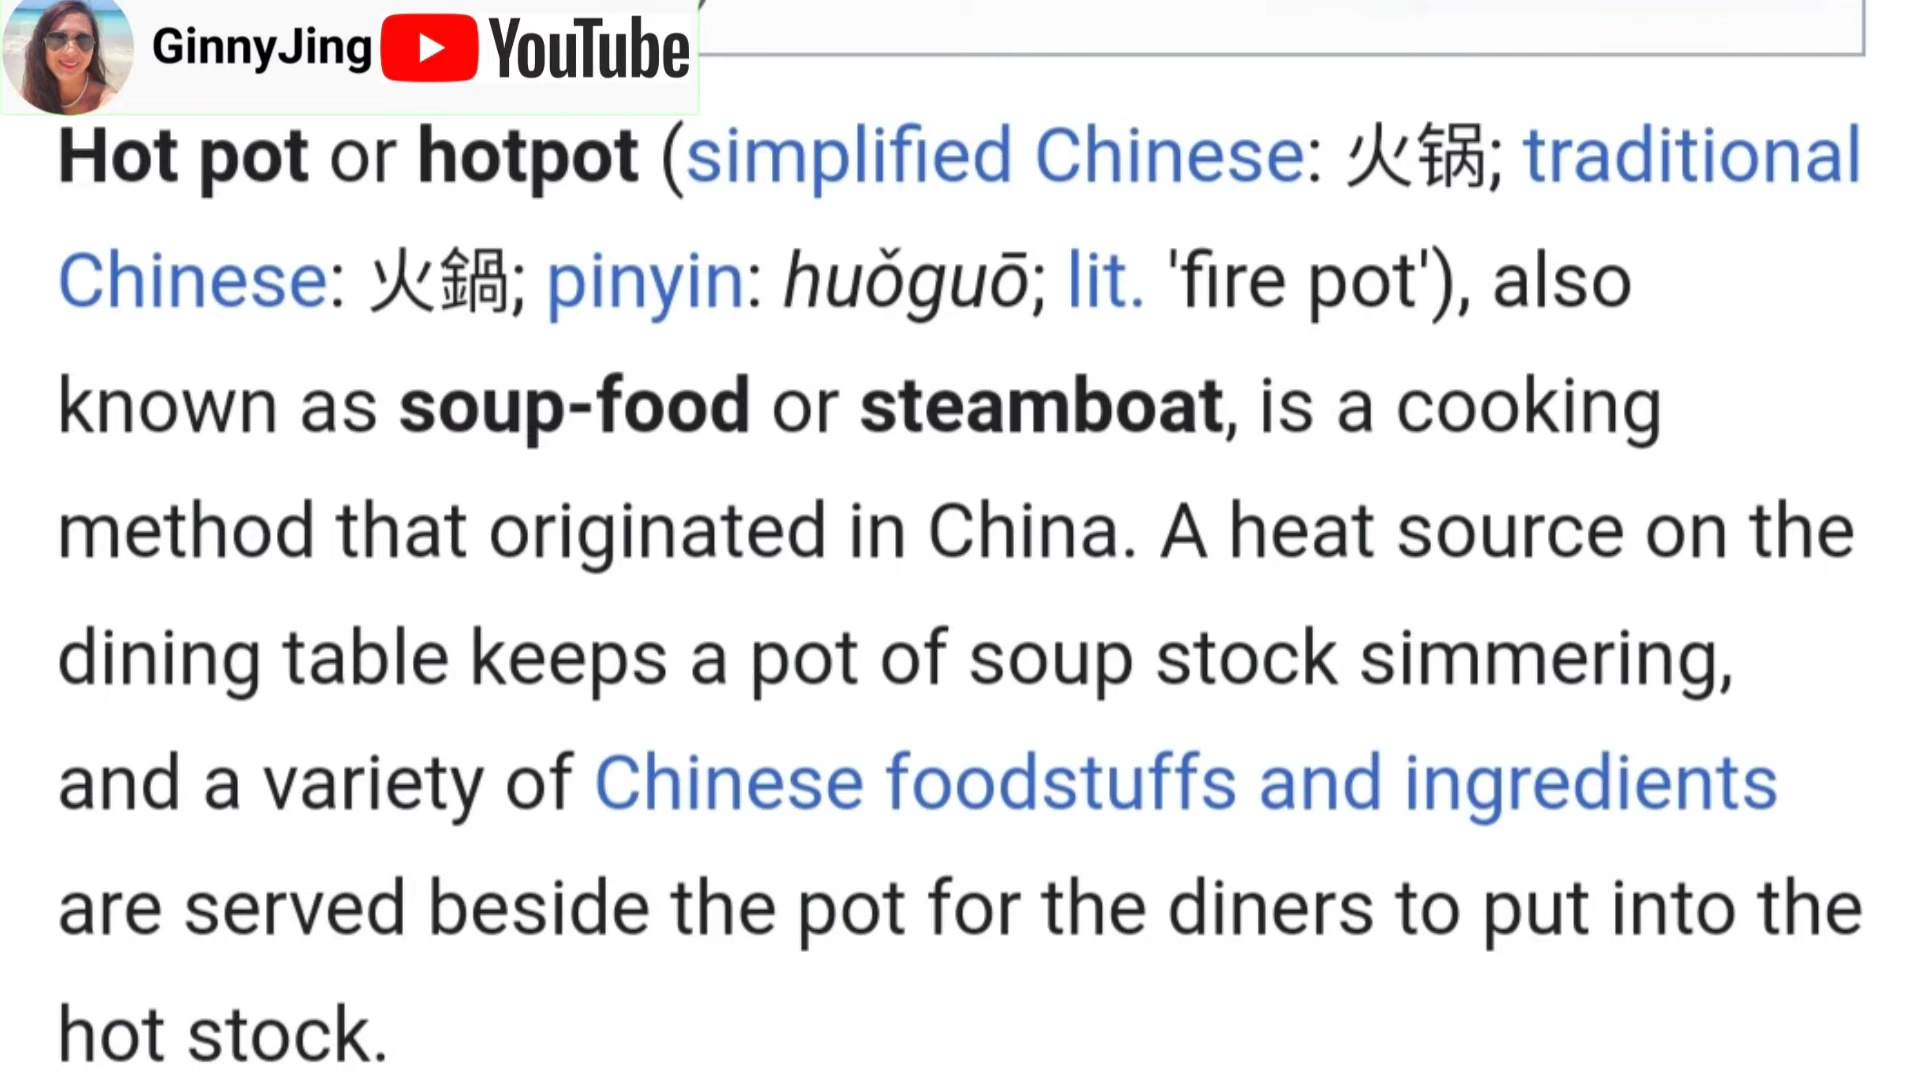 GinnyJing YouTube
Hot pot or hotpot (simplified Chinese: 火锅; traditional
Chinese: 火鍋; pinyin: huǒguō; lit. 'fire pot'), also
known as soup-food or steamboat, is a cooking
method that originated in China. A heat source on the
dining table keeps a pot of soup stock simmering,
and a variety of Chinese foodstuffs and ingredients
are served beside the pot for the diners to put into the
hot stock.